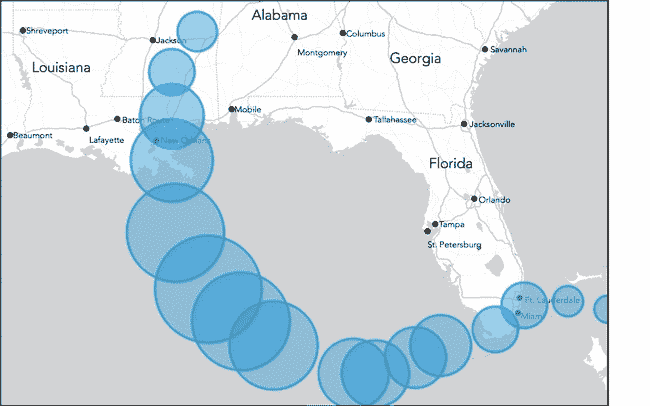 Alabama
Shreveport
Jackson
Columbus
Montgomery
Georgia
Savannah
Louisiana
Mobile
Baton Rouge
Tallahassee
Jacksonville
Beaumont
Lafayette
New Orleans
Florida
Orlando
Tampa
St. Petersburg
Ft. Lauderdale
Miami